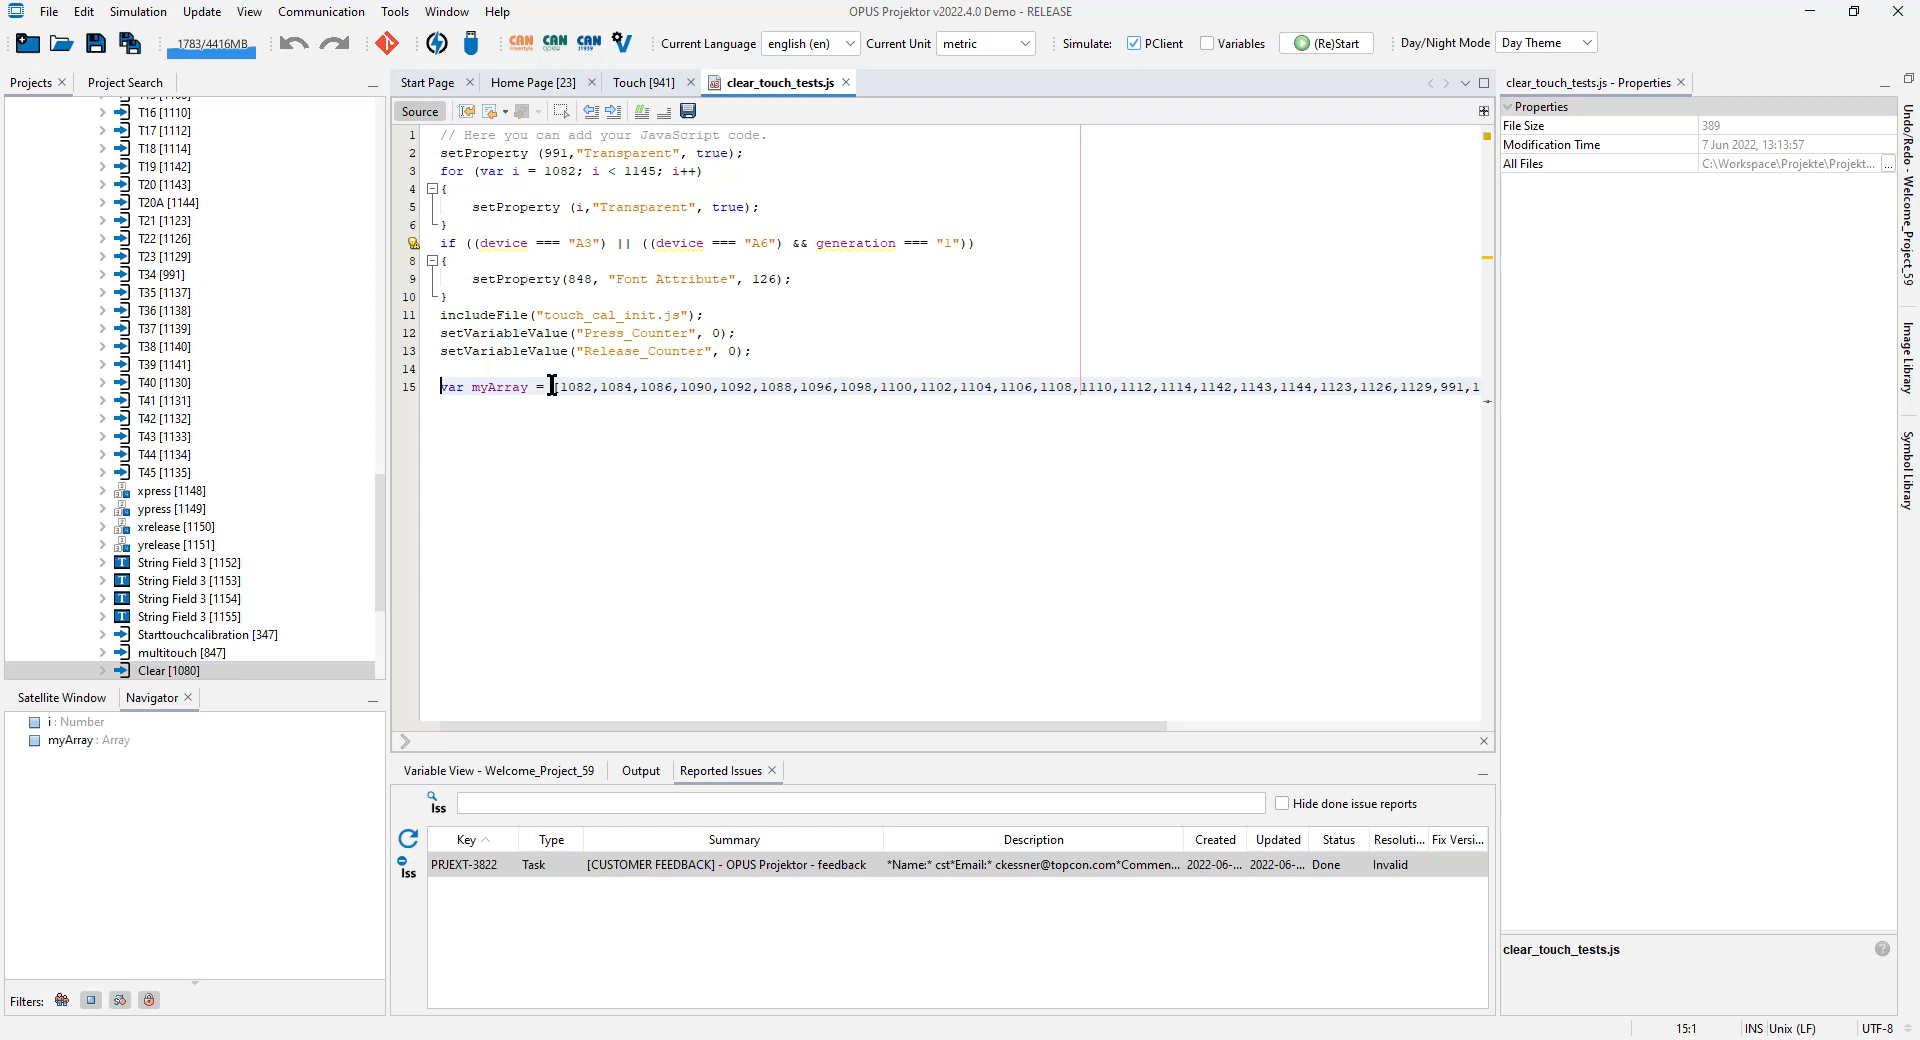 File Edit Simulation Update View Communication Tools Window Help
OPUS Projektor v2022.4.0 Demo - RELEASE
1783/4416MB
CAN freestyle CAN open CAN J1939
Current Language english (en) Current Unit metric Simulate: PClient Variables (Re)Start Day/Night Mode Day Theme
Projects Project Search
T16 [1110]
T17 [1112]
T18 [1114]
T19 [1142]
T20 [1143]
T20A [1144]
T21 [1123]
T22 [1126]
T23 [1129]
T34 [991]
T35 [1137]
T36 [1138]
T37 [1139]
T38 [1140]
T39 [1141]
T40 [1130]
T41 [1131]
T42 [1132]
T43 [1133]
T44 [1134]
T45 [1135]
xpress [1148]
ypress [1149]
xrelease [1150]
yrelease [1151]
String Field 3 [1152]
String Field 3 [1153]
String Field 3 [1154]
String Field 3 [1155]
Starttouchcalibration [347]
multitouch [847]
Clear [1080]
Satellite Window Navigator
i : Number
myArray : Array
Filters:
Start Page Home Page [23] Touch [941] clear_touch_tests.js
Source
1 // Here you can add your JavaScript code.
2 setProperty (991,"Transparent", true);
3 for (var i = 1082; i < 1145; i++)
4 {
5 setProperty (i,"Transparent", true);
6 }
if ((device === "A3") || ((device === "A6") && generation === "1"))
8 {
9 setProperty(848, "Font Attribute", 126);
10 }
11 includeFile("touch_cal_init.js");
12 setVariableValue("Press_Counter", 0);
13 setVariableValue("Release_Counter", 0);
14
15 var myArray = [1082,1084,1086,1090,1092,1088,1096,1098,1100,1102,1104,1106,1108,1110,1112,1114,1142,1143,1144,1123,1126,1129,991,1
Variable View - Welcome_Project_59 Output Reported Issues
Iss Hide done issue reports
Key Type Summary Description Created Updated Status Resoluti... Fix Versi...
PRJEXT-3822 Task [CUSTOMER FEEDBACK] - OPUS Projektor - feedback *Name:* cst*Email:* ckessner@topcon.com*Commen... 2022-06-... 2022-06-... Done Invalid
Iss
clear_touch_tests.js - Properties
Properties
File Size 389
Modification Time 7 Jun 2022, 13:13:57
All Files C:\Workspace\Projekte\Projekt... ...
clear_touch_tests.js
Undo/Redo - Welcome_Project_59
Image Library
Symbol Library
15:1 INS Unix (LF) UTF-8